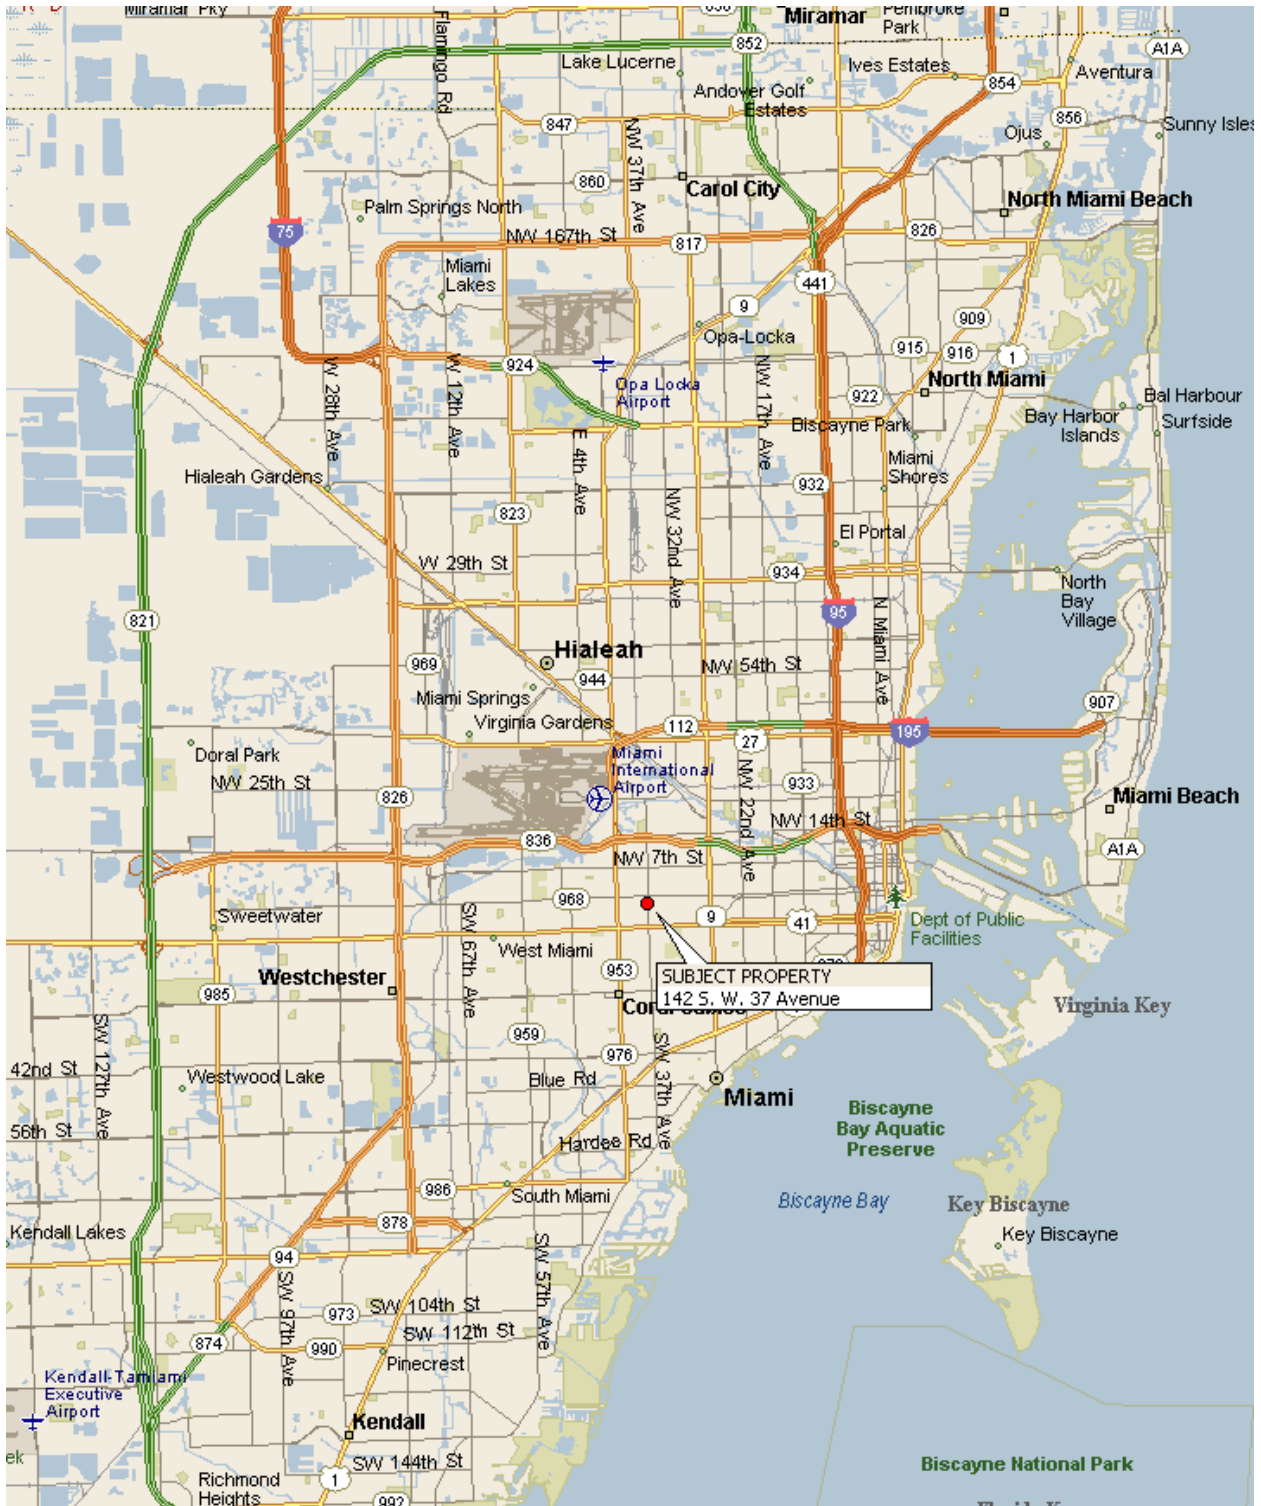 Miramar Pky
Flamingo Rd
Miramar
Pembroke
Park
852
A1A
Lake Lucerne
Ives Estates
Aventura
Andover Golf
Estates
854
847
NW 37th Ave
856
Ojus
Sunny Isles
860
Carol City
Palm Springs North
North Miami Beach
75
NW 167th St
817
826
Miami
Lakes
441
9
909
Opa-Locka
915
916
1
924
W 28th Ave
W 12th Ave
Opa Locka
Airport
NW 17th Ave
North Miami
922
Bal Harbour
Bay Harbor
Islands
Surfside
Biscayne Park
E 4th Ave
Hialeah Gardens
Miami
Shores
932
823
NW 32nd Ave
El Portal
W 29th St
934
North
Bay
Village
821
95
N Miami Ave
Hialeah
969
944
NW 54th St
Miami Springs
907
Virginia Gardens
112
195
Doral Park
27
Miami
International
Airport
NW 25th St
933
NW 22nd Ave
826
Miami Beach
NW 14th St
836
NW 7th St
A1A
968
9
41
Sweetwater
Dept of Public
Facilities
SW 67th Ave
West Miami
Westchester
953
SUBJECT PROPERTY
142 S. W. 37 Avenue
985
Virginia Key
SW 127th Ave
959
976
SW 37th Ave
42nd St
Westwood Lake
Blue Rd
Miami
Biscayne
Bay Aquatic
Preserve
56th St
Hardee Rd
986
South Miami
Biscayne Bay
Key Biscayne
878
Kendall Lakes
Key Biscayne
94
SW 57th Ave
SW 97th Ave
973
SW 104th St
874
990
SW 112th St
Pinecrest
Kendall-Tamiami
Executive
Airport
Kendall
ek
SW 144th St
Biscayne National Park
Richmond
Heights
1
992